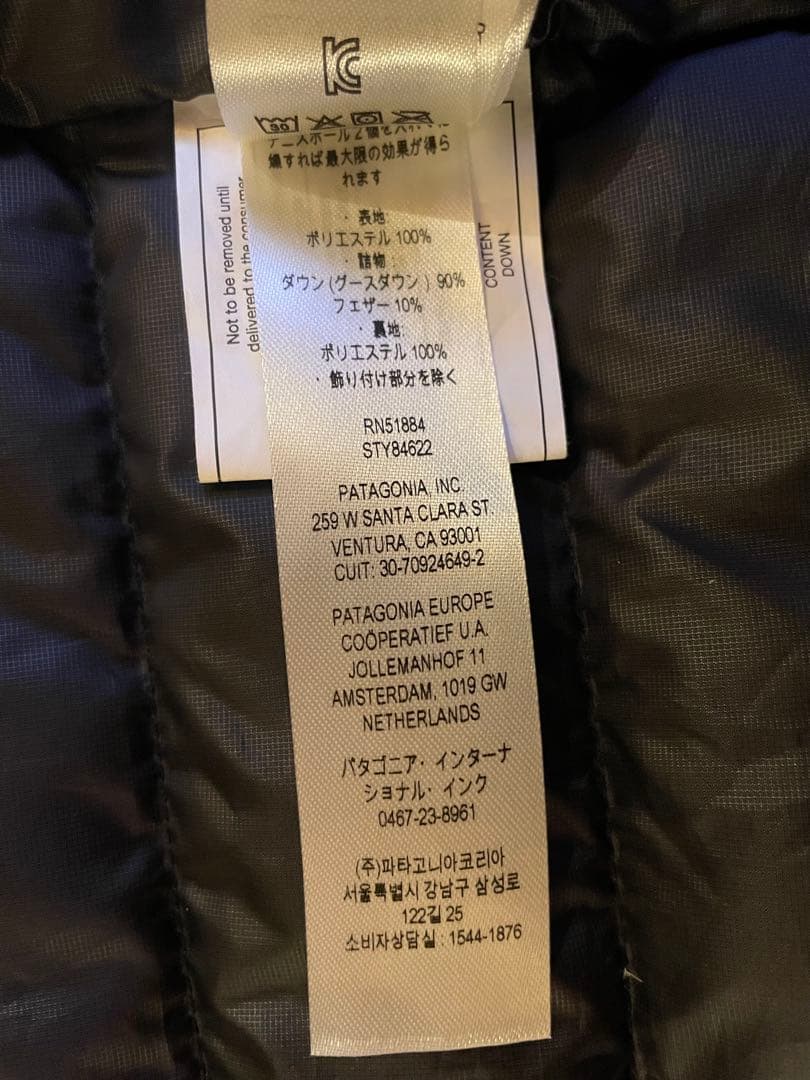 KC
30
テニスボール2個を入れて乾
燥すれば最大限の効果が得ら
れます
・表地:
ポリエステル 100%
・詰物:
ダウン (グースダウン ) 90%
フェザー 10%
・裏地:
ポリエステル 100%
・飾り付け部分を除く
RN51884
STY84622
PATAGONIA, INC.
259 W SANTA CLARA ST.
VENTURA, CA 93001
CUIT: 30-70924649-2
PATAGONIA EUROPE
COÖPERATIEF U.A.
JOLLEMANHOF 11
AMSTERDAM, 1019 GW
NETHERLANDS
パタゴニア・インターナ
ショナル・インク
0467-23-8961
(주)파타고니아코리아
서울특별시 강남구 삼성로
122길 25
소비자상담실 : 1544-1876
Not to be removed until
delivered to the consumer
CONTENT
DOWN